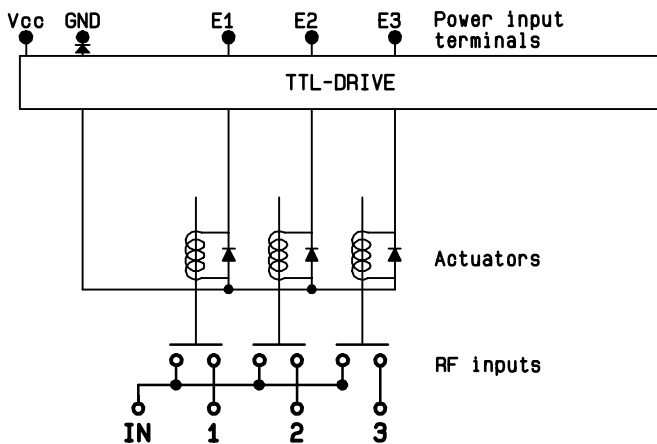 Vcc GND E1 E2 E3 Power input
terminals
TTL-DRIVE
Actuators
RF inputs
IN 1 2 3